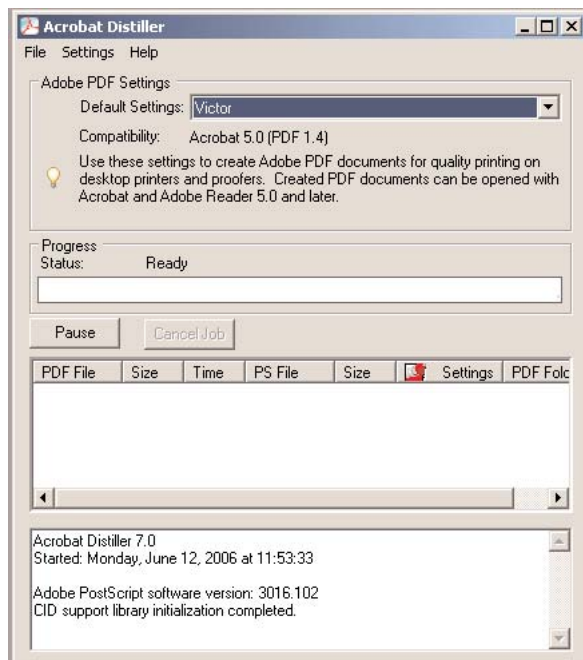 Acrobat Distiller
File Settings Help
Adobe PDF Settings
Default Settings: Victor
Compatibility: Acrobat 5.0 (PDF 1.4)
Use these settings to create Adobe PDF documents for quality printing on
desktop printers and proofers. Created PDF documents can be opened with
Acrobat and Adobe Reader 5.0 and later.
Progress
Status: Ready
Pause Cancel Job
PDF File Size Time PS File Size Settings PDF Folc
Acrobat Distiller 7.0
Started: Monday, June 12, 2006 at 11:53:33
Adobe PostScript software version: 3016.102
CID support library initialization completed.